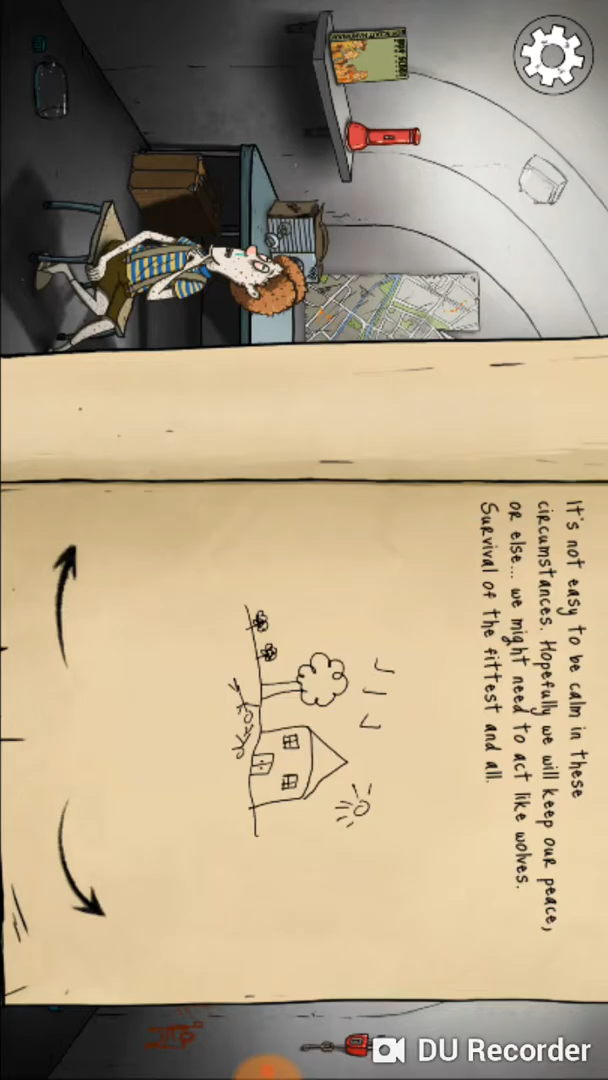 It's not easy to be calm in these
circumstances. Hopefully we will keep our peace,
or else... we might need to act like wolves.
Survival of the fittest and all.
DU Recorder